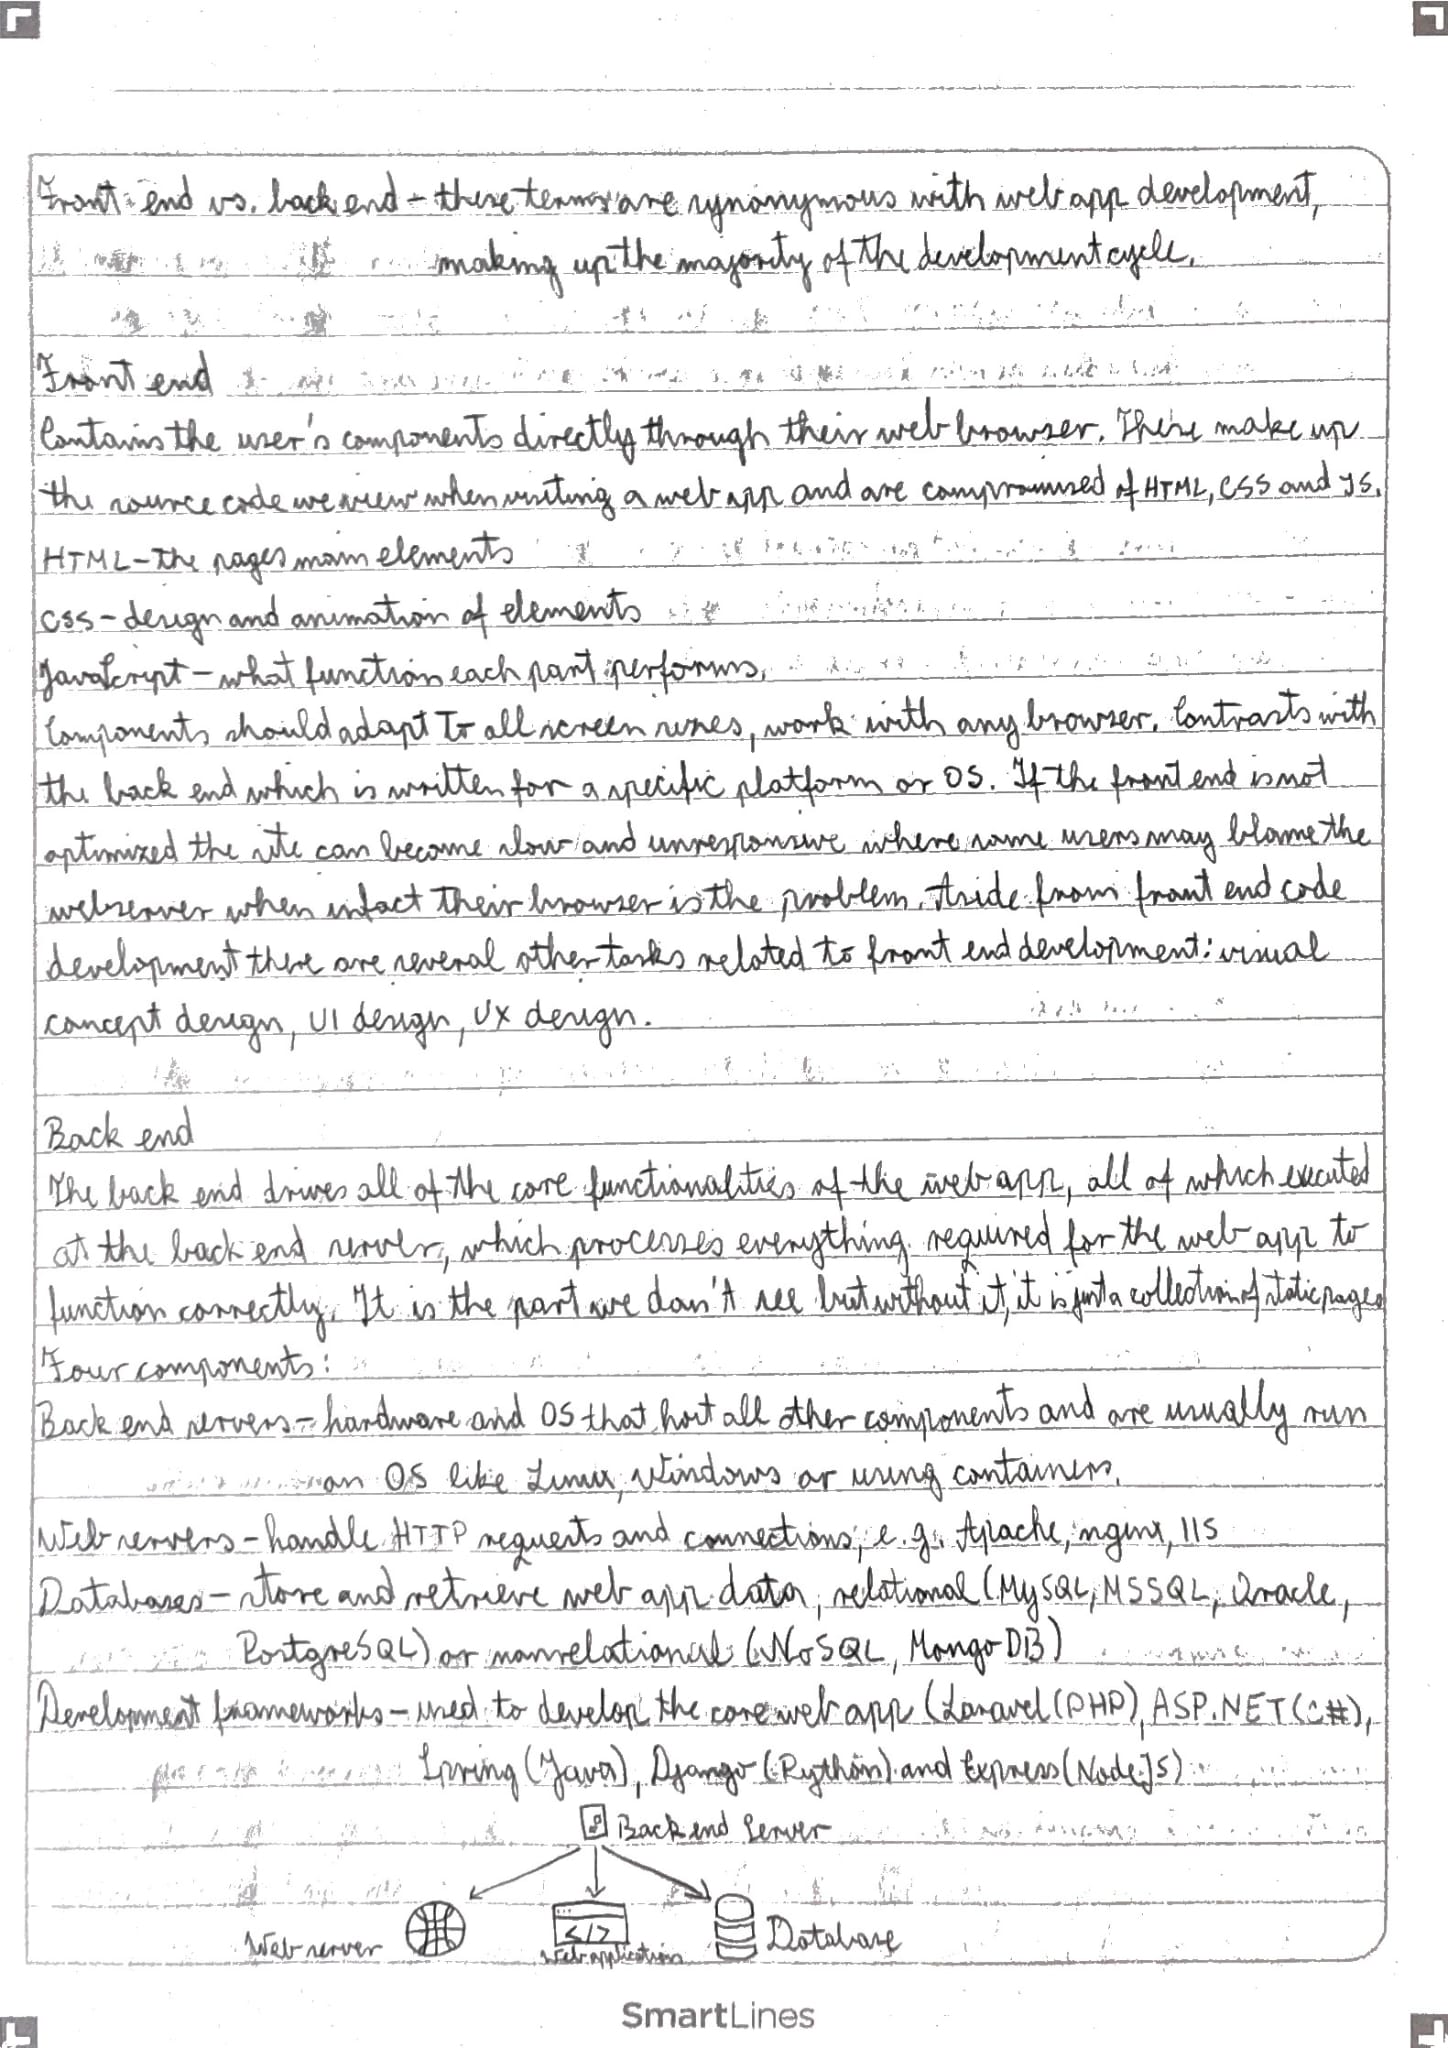 Front end vs. back end - these terms are synonymous with web app development,
making up the majority of the development cycle.
Front end
Contains the user's components directly through their web browser. These make up
the source code we view when visiting a web app and are compromised of HTML, CSS and JS.
HTML - the pages main elements
CSS - design and animation of elements
JavaScript - what function each part performs.
Components should adapt to all screen sizes, work with any browser. Contrasts with
the back end which is written for a specific platform or OS. If the front end is not
optimized the site can become slow and unresponsive where some users may blame the
webserver when infact their browser is the problem. Aside from front end code
development there are several other tasks related to front end development: visual
concept design, UI design, UX design.
Back end
The back end drives all of the core functionalities of the web app, all of which executed
at the back end server, which processes everything required for the web app to
function correctly. It is the part we don't see but without it, it is just a collection of static pages
Four components:
Back end servers - hardware and OS that host all other components and are usually run
on OS like Linux, Windows or using containers.
Web servers - handle HTTP requests and connections, e.g. Apache, nginx, IIS
Databases - store and retrieve web app data, relational (MySQL, MSSQL, Oracle,
PostgreSQL) or nonrelational (NoSQL, MongoDB)
Development frameworks - used to develop the core web app (Laravel (PHP), ASP.NET (C#),
Spring (Java), Django (Python) and Express (NodeJS)
Back end Server
</>
Web server Web application Database
SmartLines